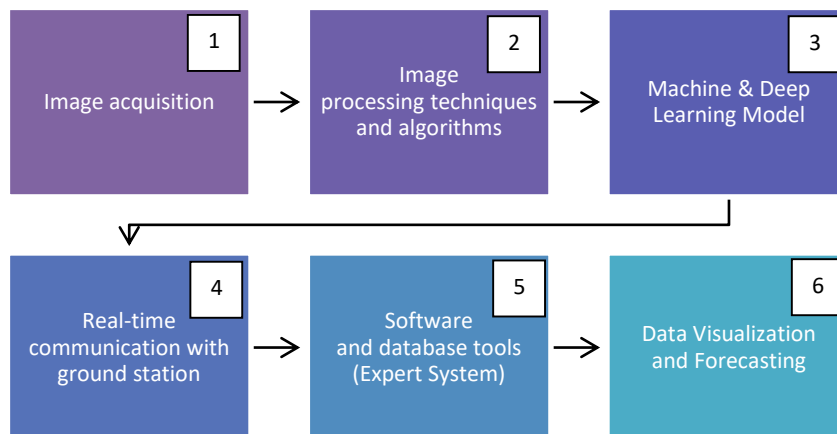 1
Image acquisition
2
Image
processing techniques
and algorithms
3
Machine & Deep
Learning Model
4
Real-time
communication with
ground station
5
Software
and database tools
(Expert System)
6
Data Visualization
and Forecasting